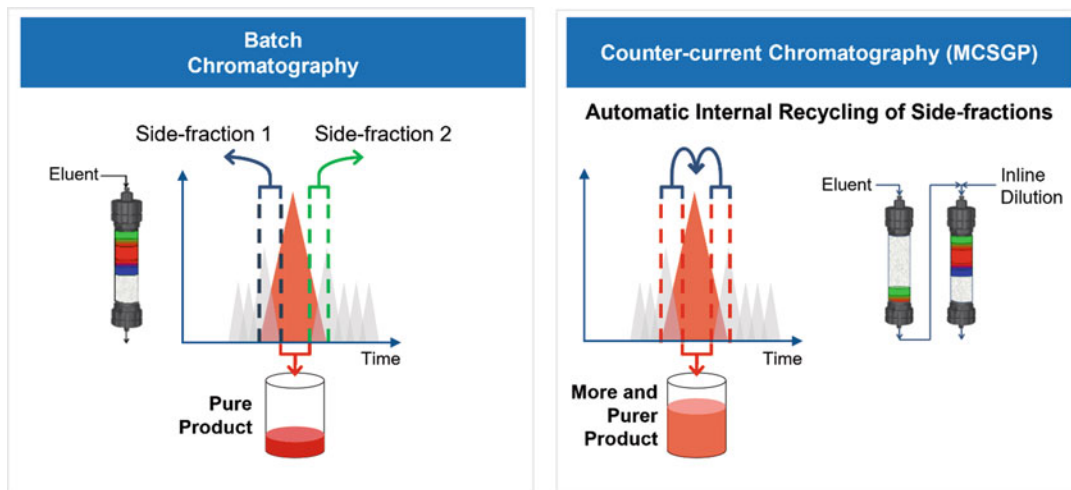 Batch
Chromatography
Side-fraction 1
Side-fraction 2
Eluent
Time
Pure
Product
Counter-current Chromatography (MCSGP)
Automatic Internal Recycling of Side-fractions
Eluent
Inline
Dilution
Time
More and
Purer
Product